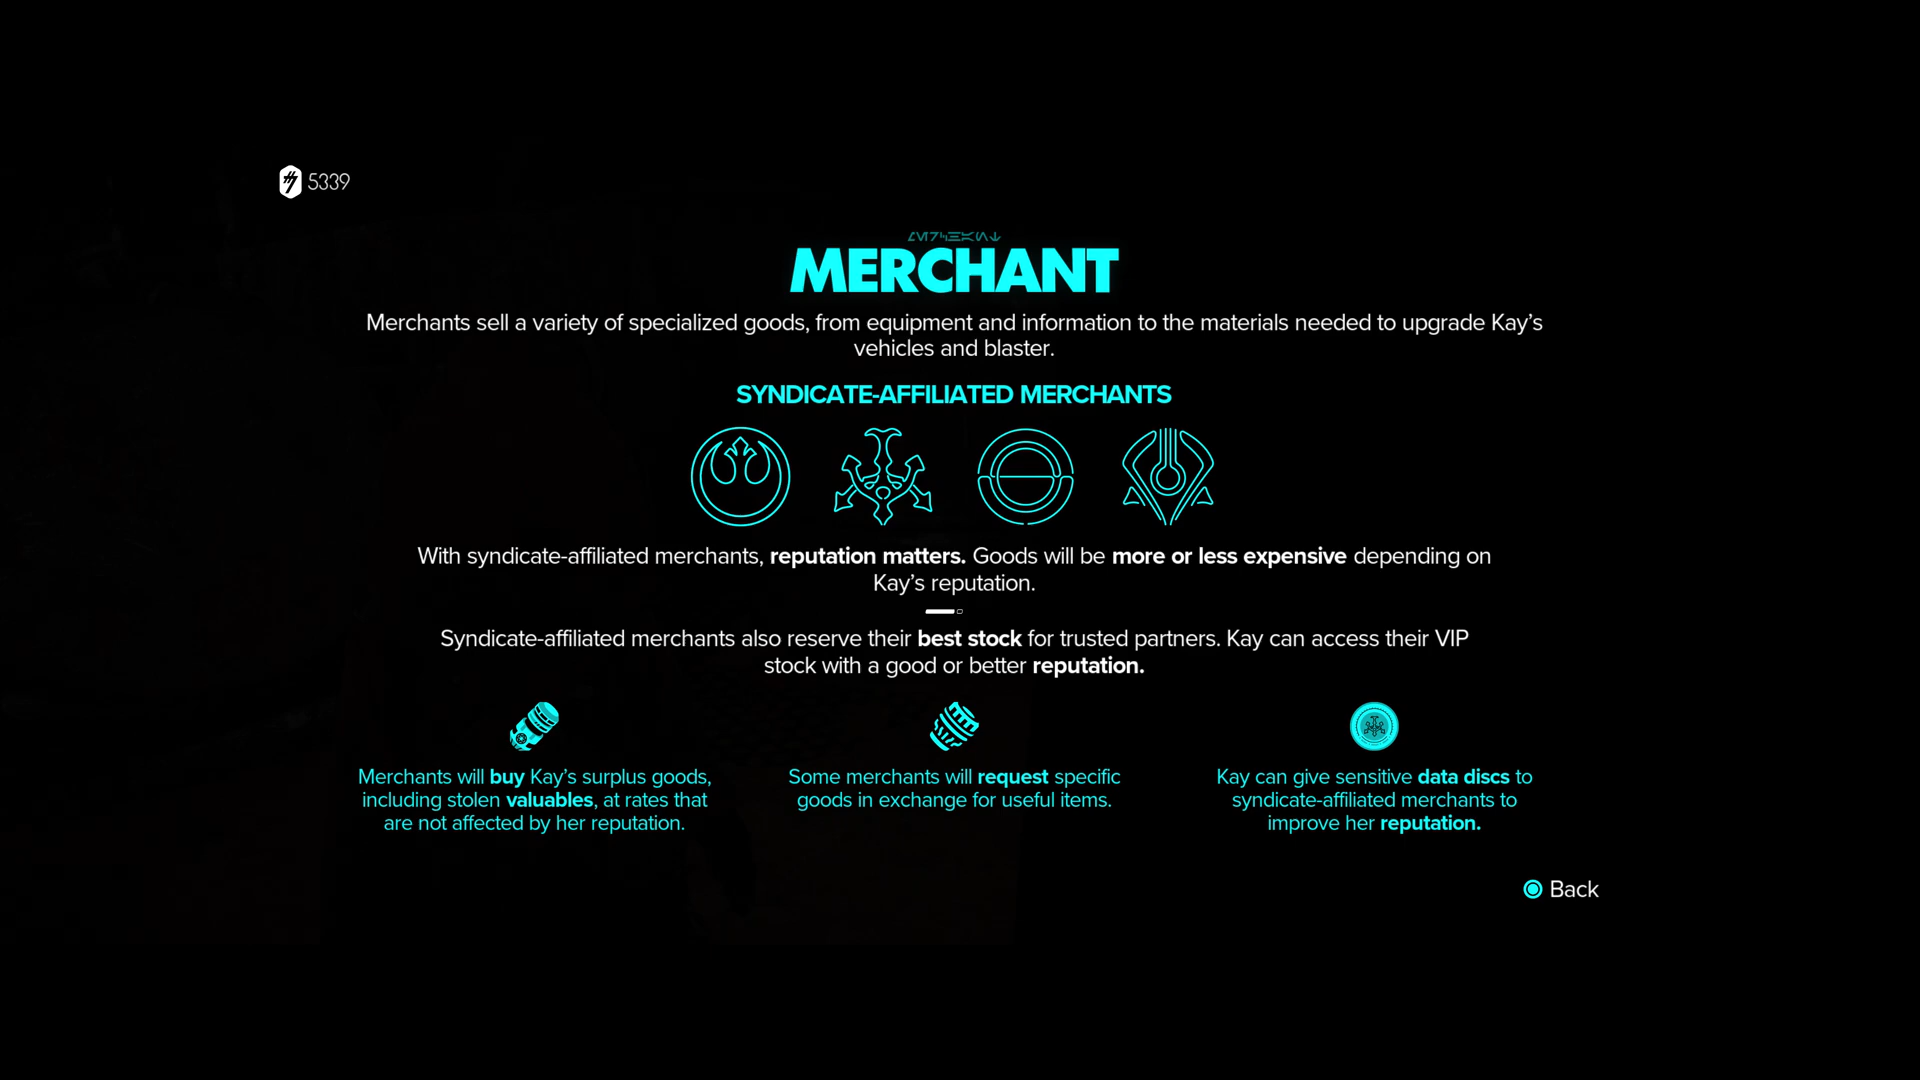 5339
MERCHANT
Merchants sell a variety of specialized goods, from equipment and information to the materials needed to upgrade Kay’s
vehicles and blaster.
SYNDICATE-AFFILIATED MERCHANTS
With syndicate-affiliated merchants, reputation matters. Goods will be more or less expensive depending on
Kay’s reputation.
Syndicate-affiliated merchants also reserve their best stock for trusted partners. Kay can access their VIP
stock with a good or better reputation.
Merchants will buy Kay’s surplus goods,
including stolen valuables, at rates that
are not affected by her reputation.
Some merchants will request specific
goods in exchange for useful items.
Kay can give sensitive data discs to
syndicate-affiliated merchants to
improve her reputation.
Back